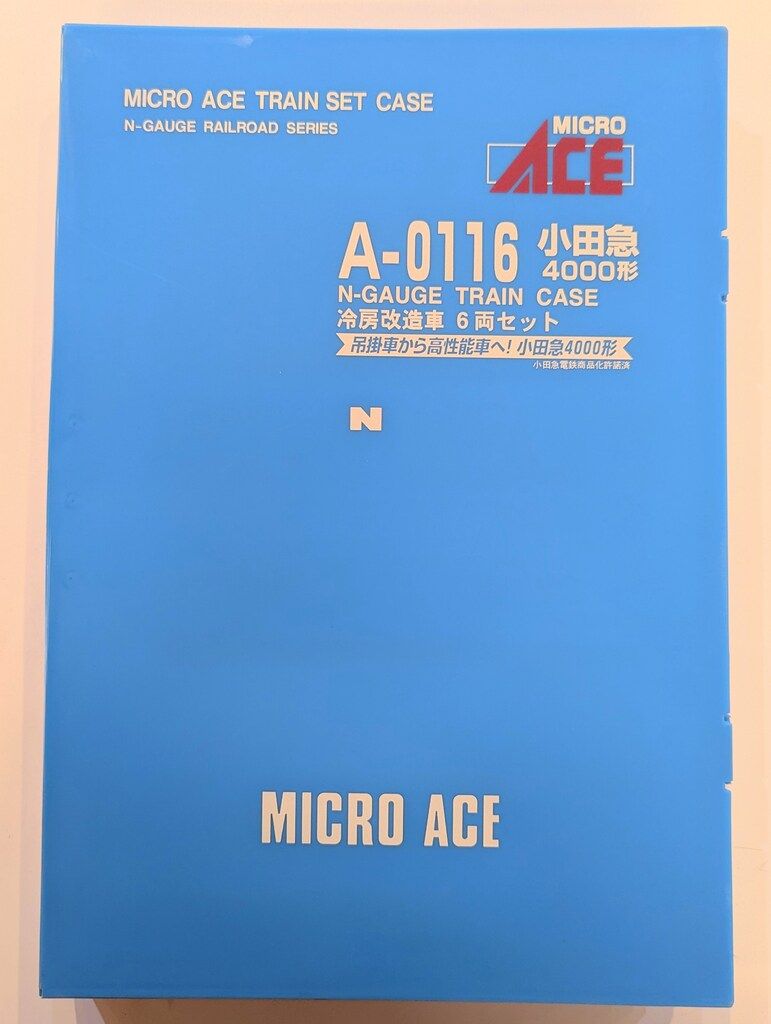 MICRO ACE TRAIN SET CASE
N-GAUGE RAILROAD SERIES
MICRO
ACE
A-0116 小田急
4000形
N-GAUGE TRAIN CASE
冷房改造車 6両セット
吊掛車から高性能車へ! 小田急4000形
小田急電鉄商品化許諾済
N
MICRO ACE